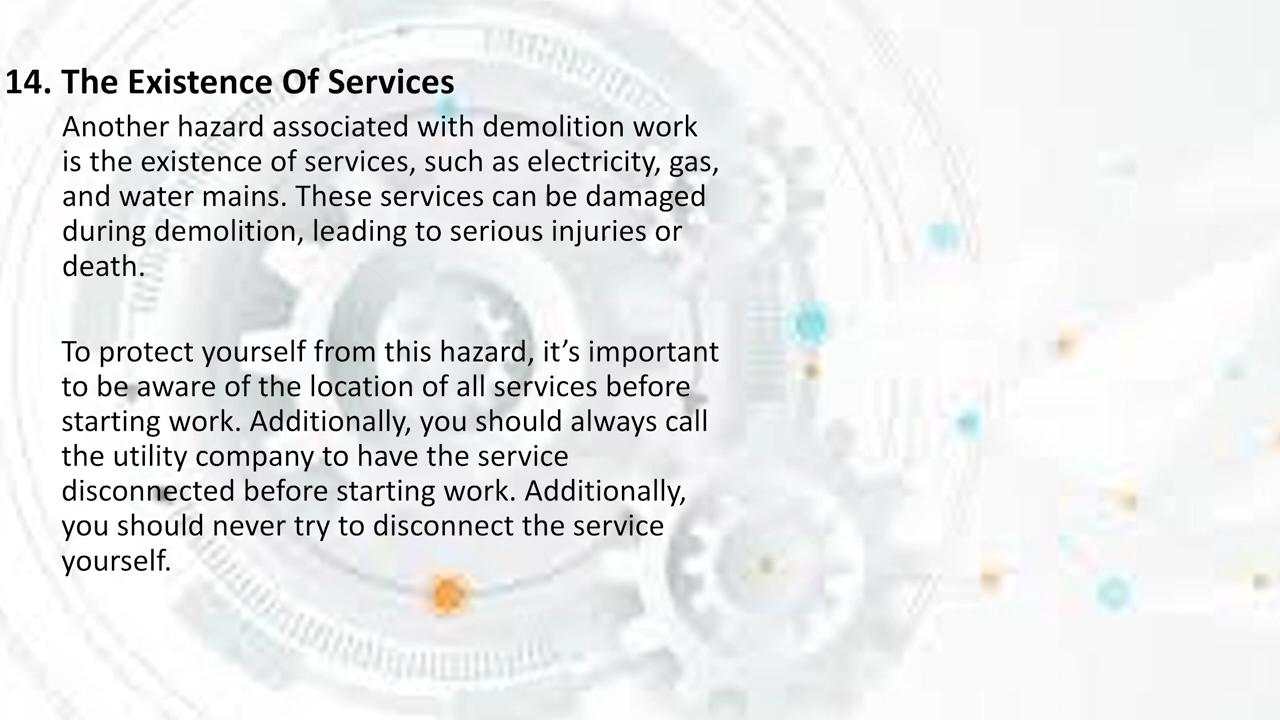 14. The Existence Of Services
Another hazard associated with demolition work
is the existence of services, such as electricity, gas,
and water mains. These services can be damaged
during demolition, leading to serious injuries or
death.
To protect yourself from this hazard, it’s important
to be aware of the location of all services before
starting work. Additionally, you should always call
the utility company to have the service
disconnected before starting work. Additionally,
you should never try to disconnect the service
yourself.